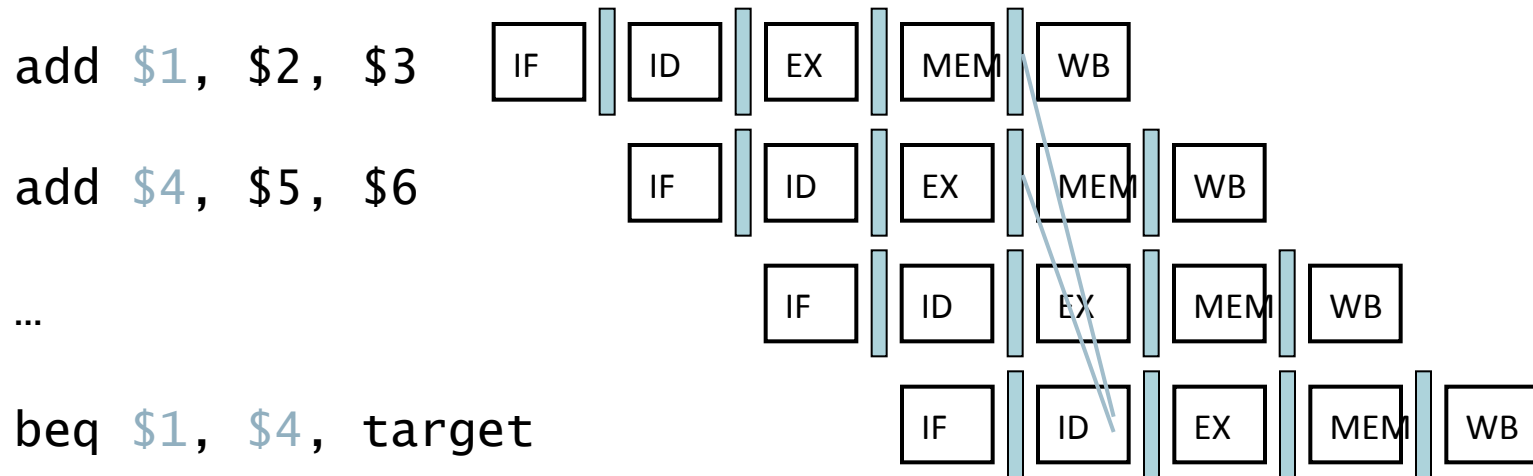 add $1, $2, $3 IF ID EX MEM WB
add $4, $5, $6 IF ID EX MEM WB
… IF ID EX MEM WB
beq $1, $4, target IF ID EX MEM WB